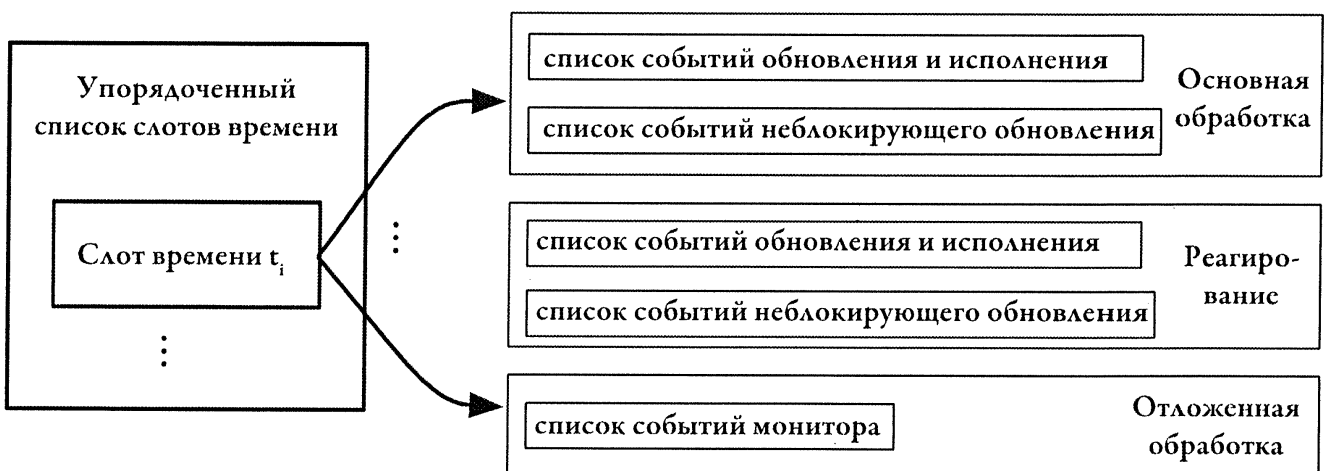 Упорядоченный
список слотов времени
Слот времени tᵢ
список событий обновления и исполнения
список событий неблокирующего обновления
Основная
обработка
список событий обновления и исполнения
список событий неблокирующего обновления
Реагиро-
вание
список событий монитора
Отложенная
обработка